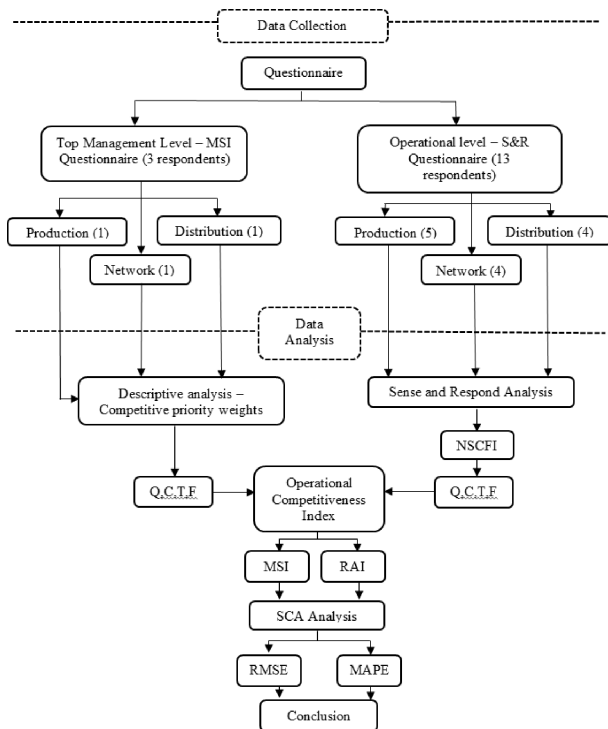 Data Collection
Questionnaire
Top Management Level – MSI
Questionnaire (3 respondents)
Operational level – S&R
Questionnaire (13
respondents)
Production (1)
Distribution (1)
Network (1)
Production (5)
Distribution (4)
Network (4)
Data
Analysis
Descriptive analysis –
Competitive priority weights
Sense and Respond Analysis
NSCFI
Q,C,T,F
Operational
Competitiveness
Index
Q,C,T,F
MSI
RAI
SCA Analysis
RMSE
MAPE
Conclusion